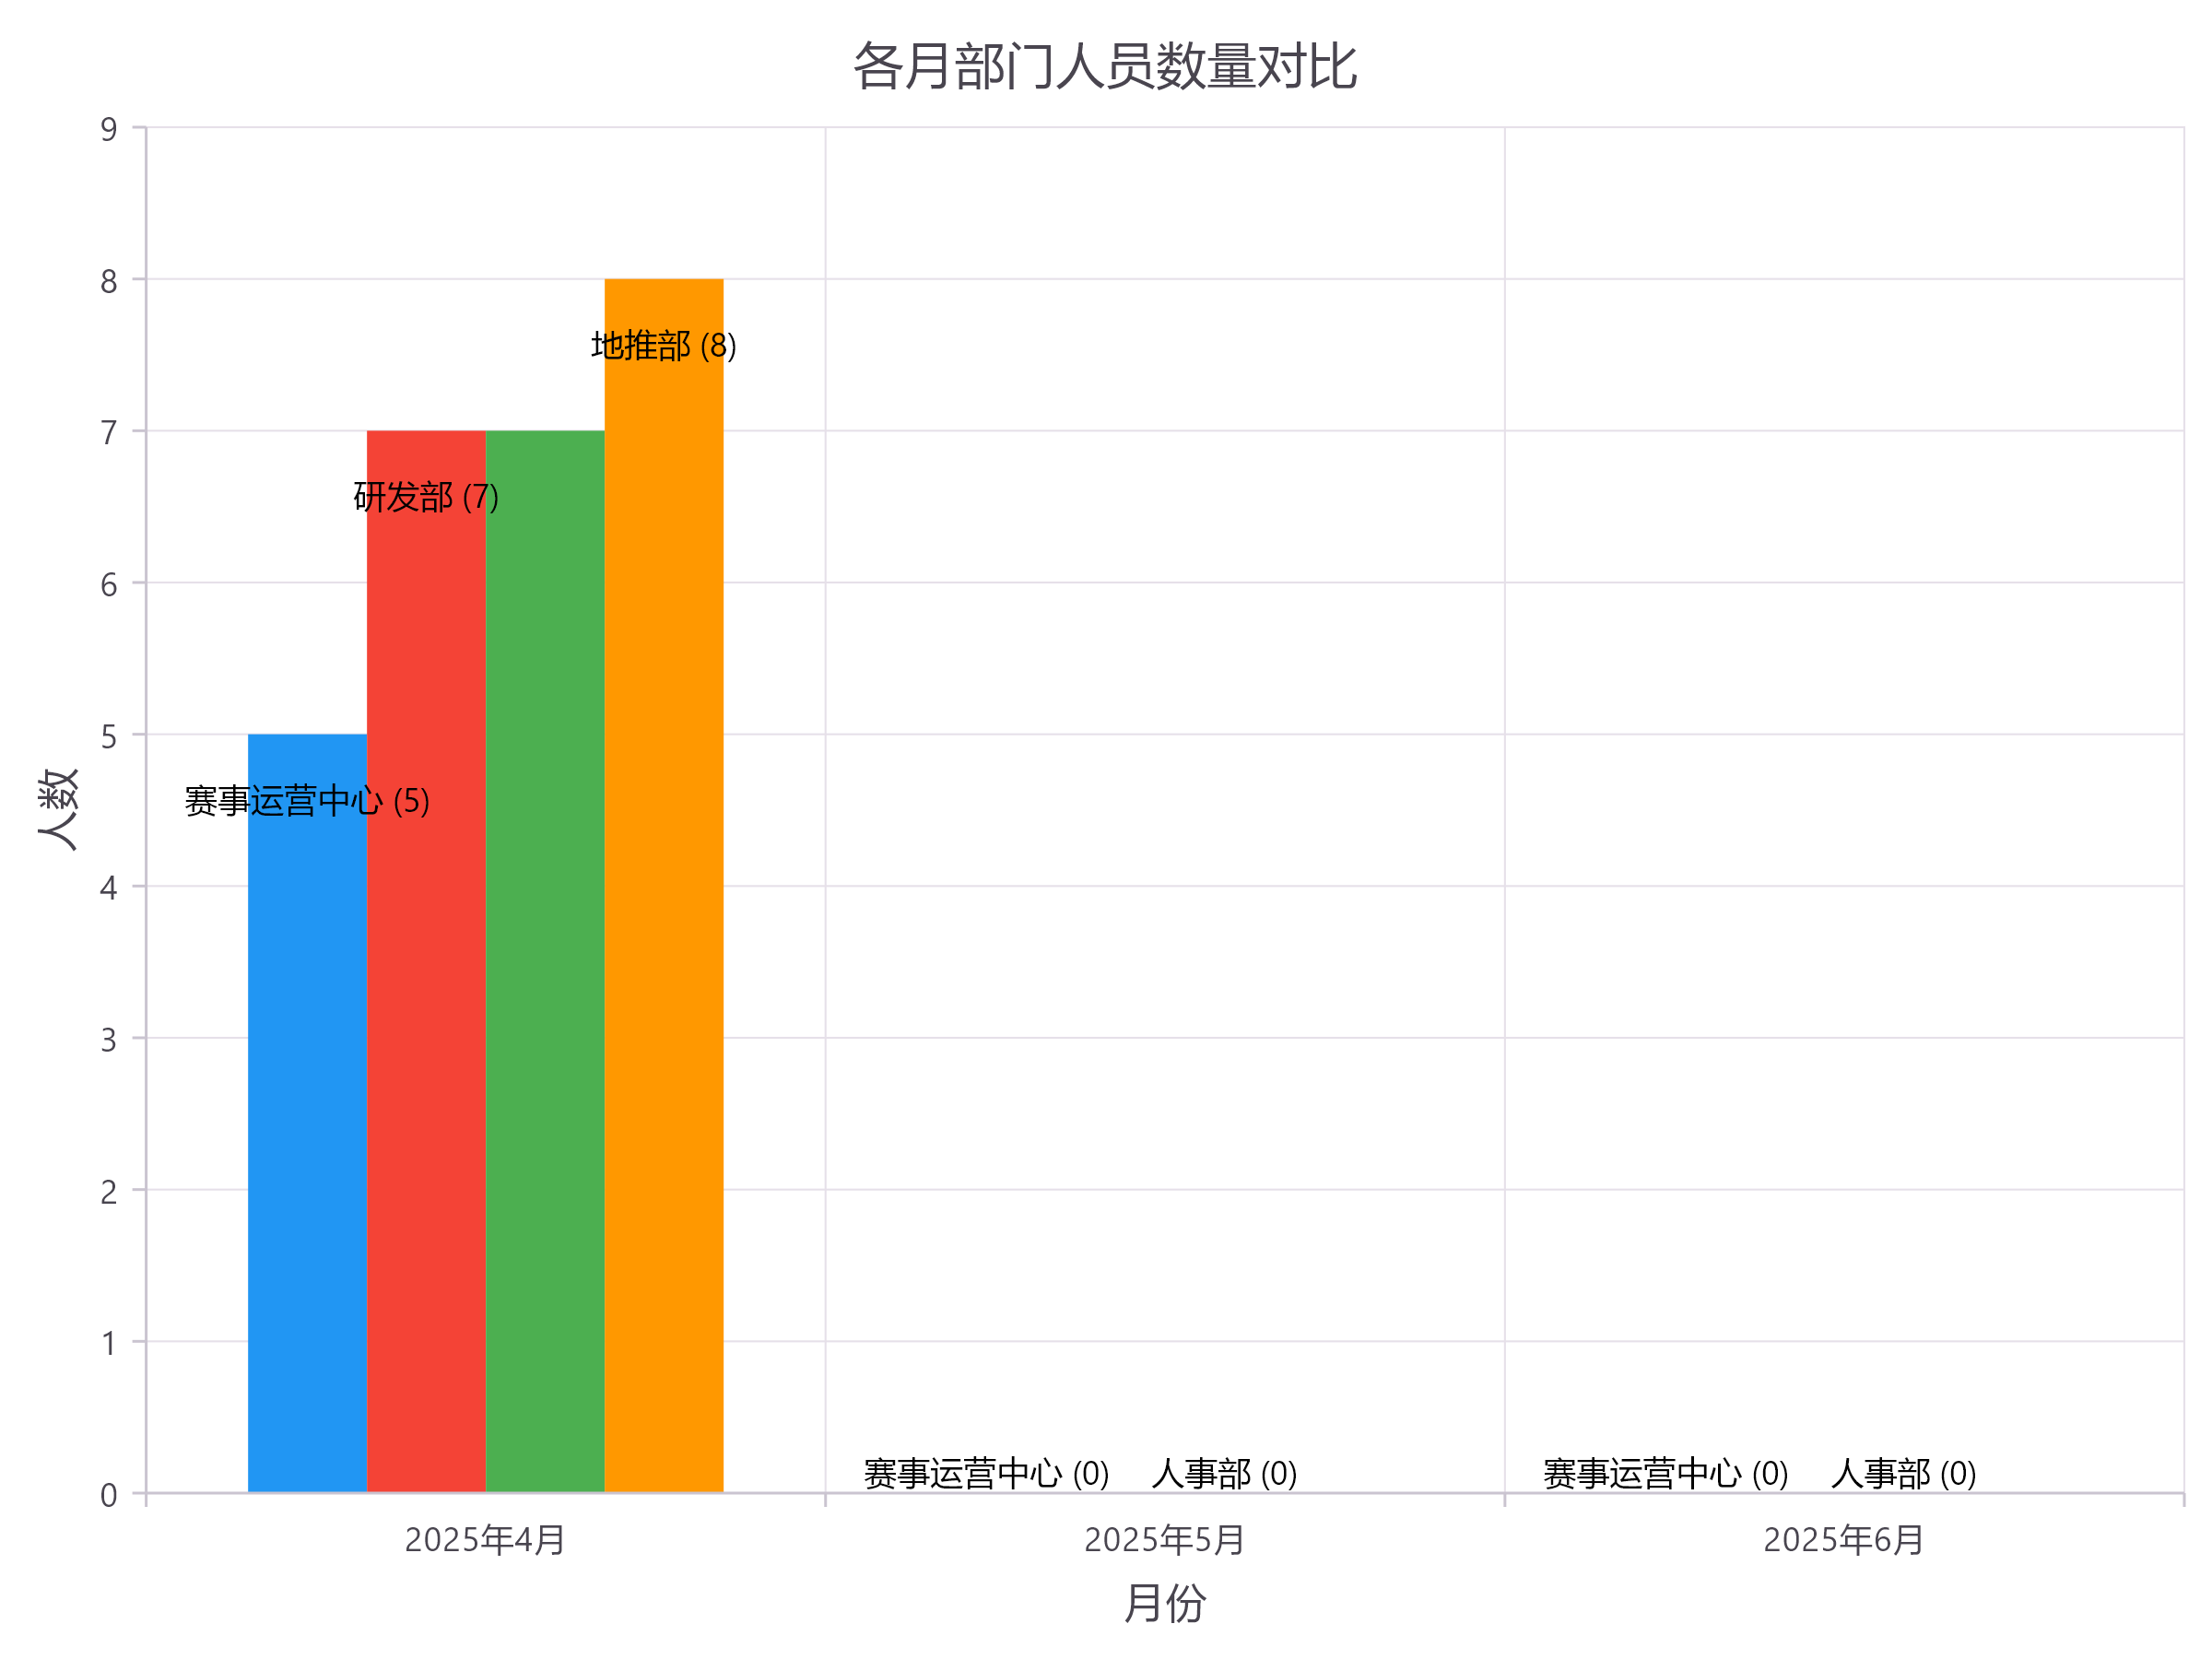 各月部门人员数量对比
9
8
地推部 (8)
7
研发部 (7)
6
5
赛事运营中心 (5)
人数
4
3
2
1
赛事运营中心 (0) 人事部 (0) 赛事运营中心 (0) 人事部 (0)
0
2025年4月 2025年5月 2025年6月
月份